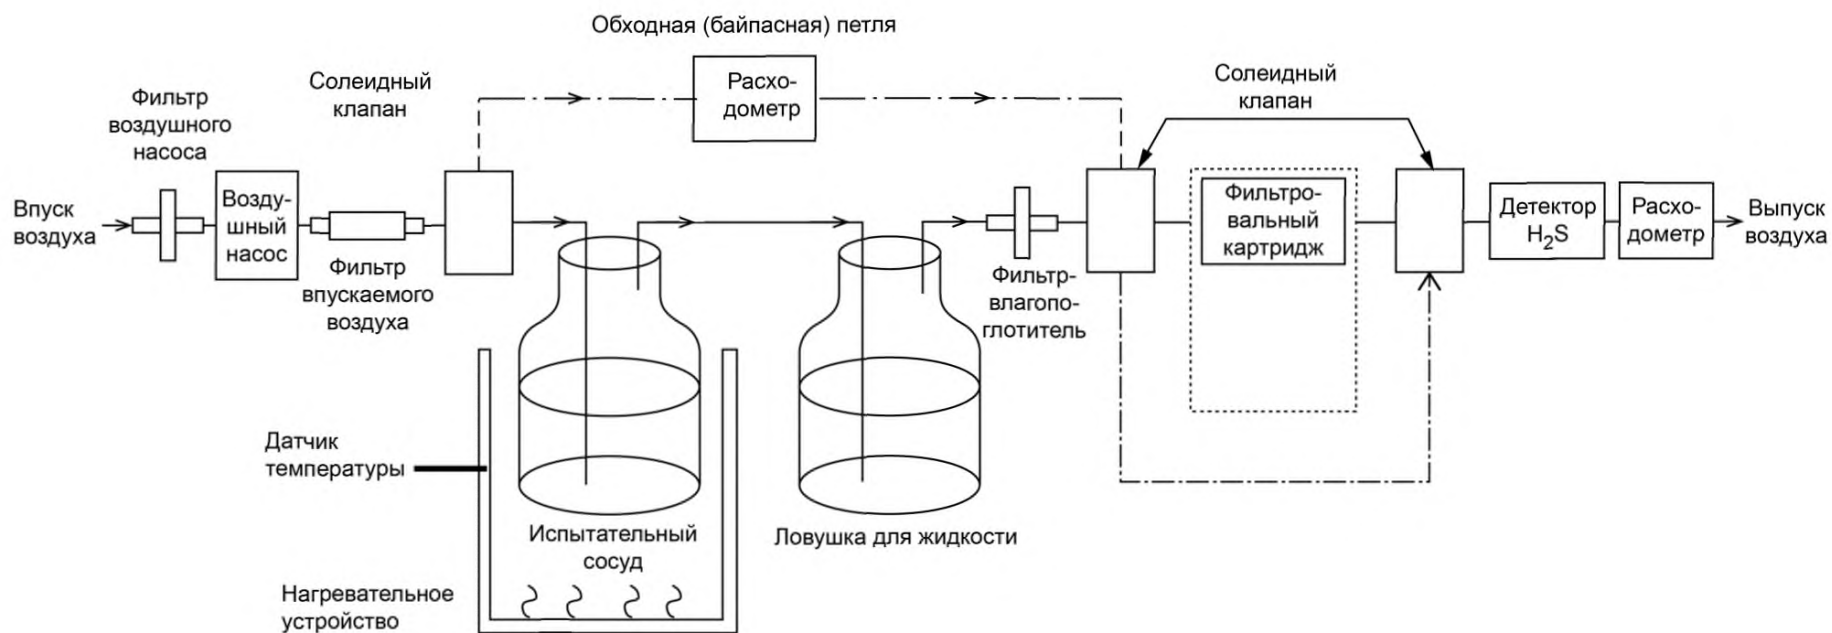 Обходная (байпасная) петля
Солеидный
клапан
Расхо-
дометр
Солеидный
клапан
Фильтр
воздушного
насоса
Впуск
воздуха
Возду-
шный
насос
Фильтр
впускаемого
воздуха
Фильтр-
влагопо-
глотитель
Фильтро-
вальный
картридж
Детектор
H₂S
Расхо-
дометр
Выпуск
воздуха
Датчик
температуры
Испытательный
сосуд
Ловушка для жидкости
Нагревательное
устройство